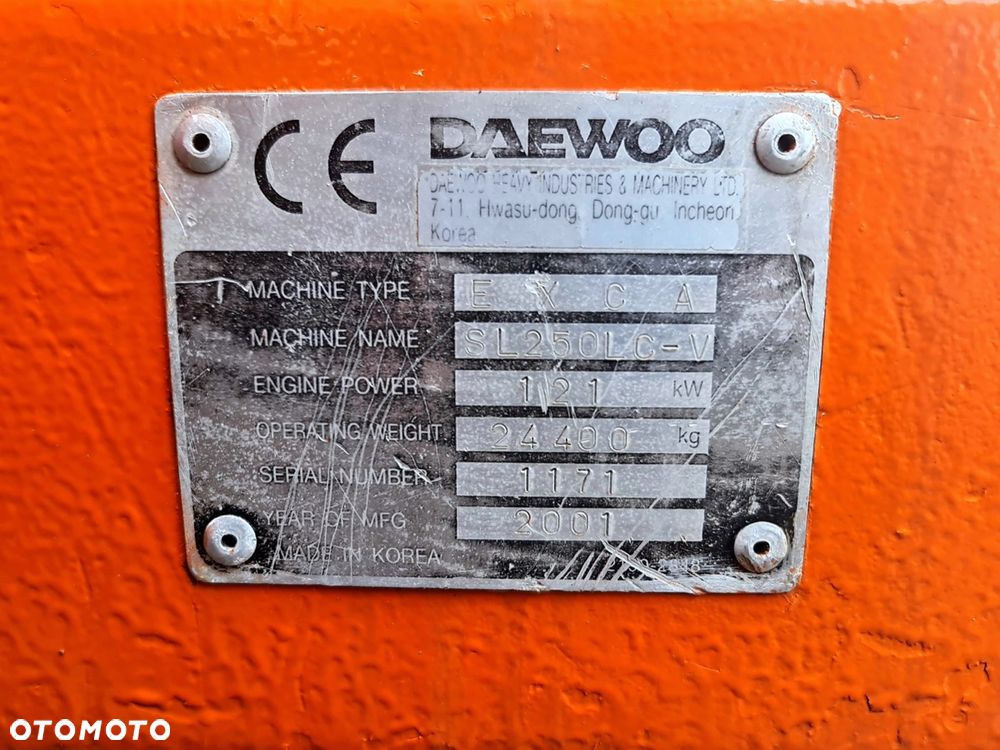 CE DAEWOO
DAEWOO HEAVY INDUSTRIES & MACHINERY LTD.
7-11, Hwasu-dong, Dong-gu, Incheon,
Korea
MACHINE TYPE E X C A
MACHINE NAME SL250LC-V
ENGINE POWER 121 kW
OPERATING WEIGHT 24400 kg
SERIAL NUMBER 1171
YEAR OF MFG 2001
MADE IN KOREA
OTOMOTO